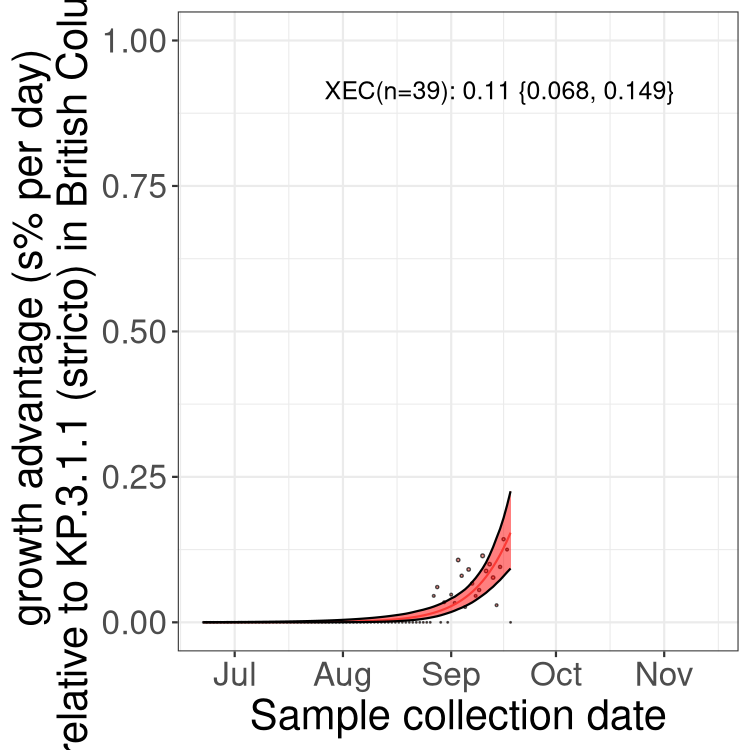 growth advantage (s% per day)
relative to KP.3.1.1 (stricto) in British Colu
1.00
0.75
0.50
0.25
0.00
XEC(n=39): 0.11 {0.068, 0.149}
Jul Aug Sep Oct Nov
Sample collection date